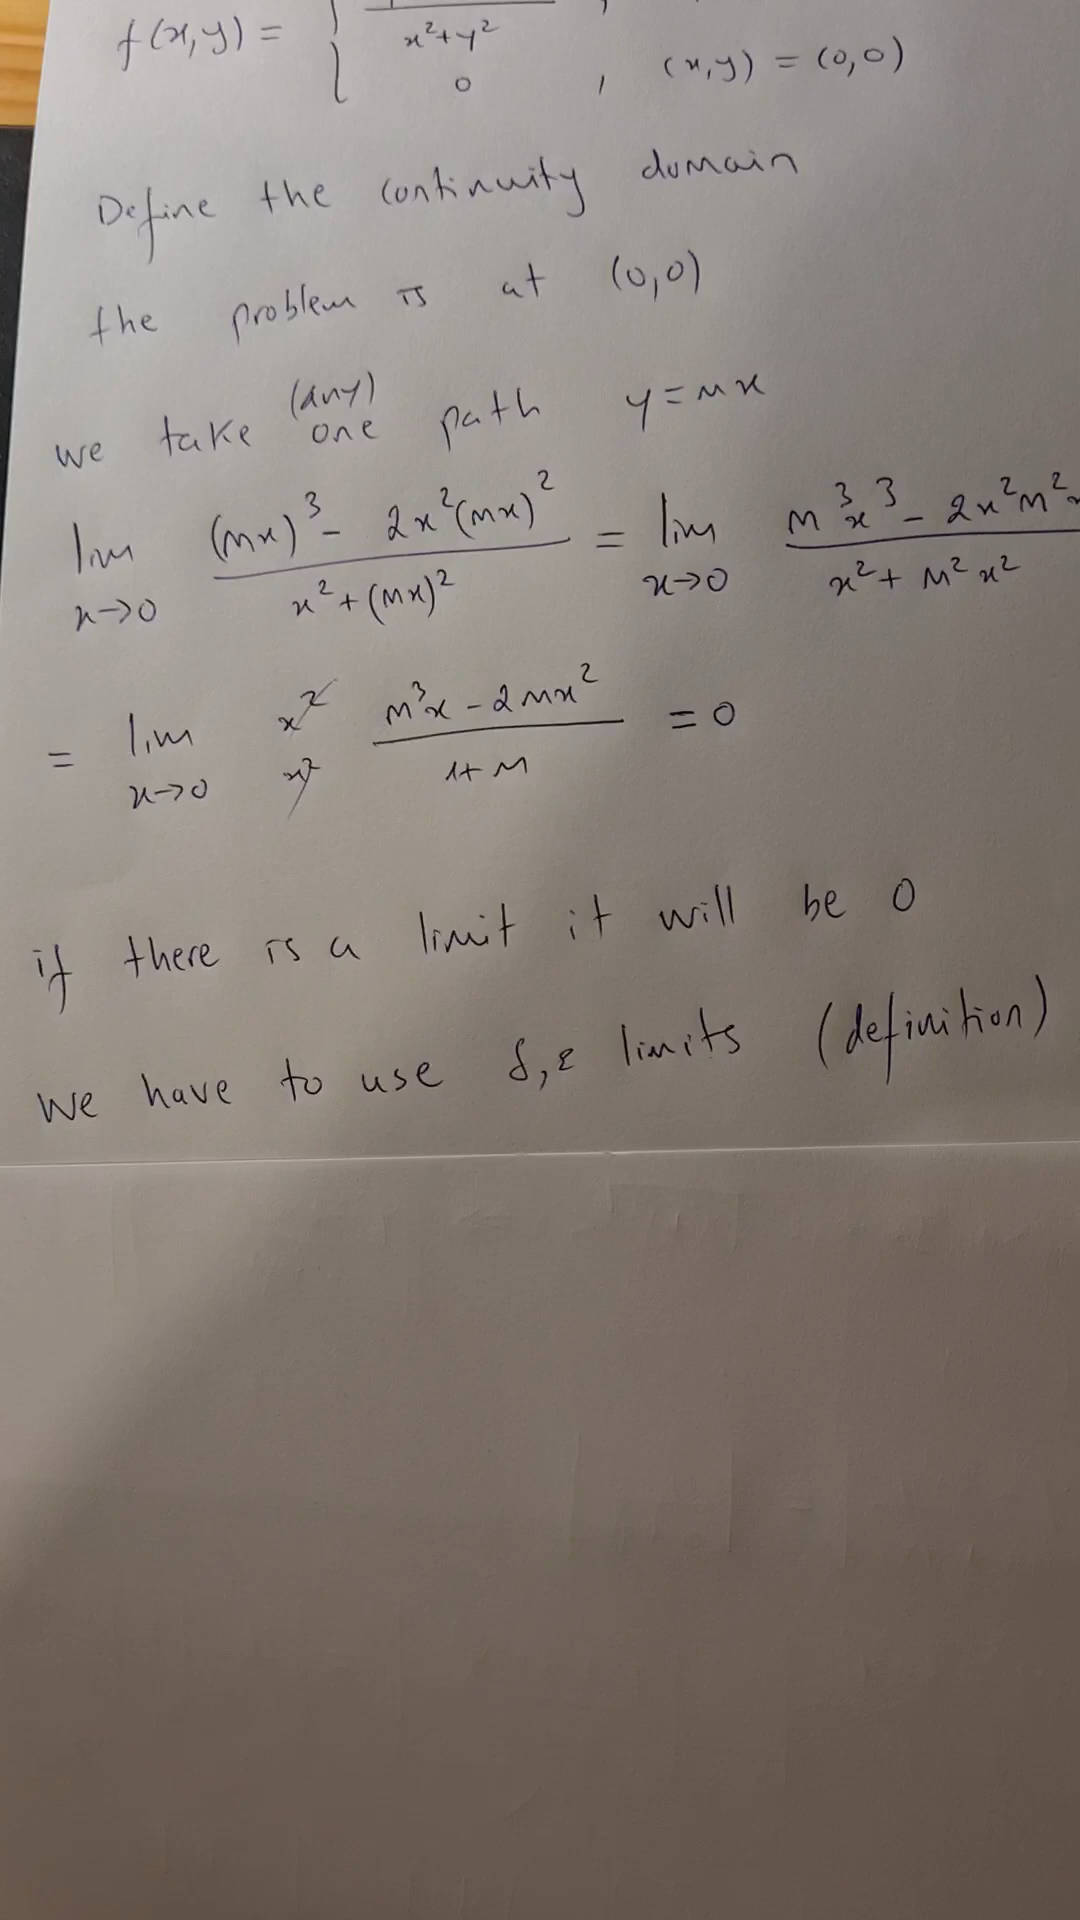 f(x,y) = {
x²+y²
0 , (x,y) = (0,0)
Define the continuity domain
the problem is at (0,0)
(any)
we take one path y=mx
lim x→0 (mx)³ - 2x²(mx)² / x²+(mx)² = lim x→0 m³x³ - 2x²m² / x²+m²x²
= lim x→0 x²/x² m³x - 2mx² / 1+m = 0
if there is a limit it will be 0
we have to use δ,ε limits (definition)